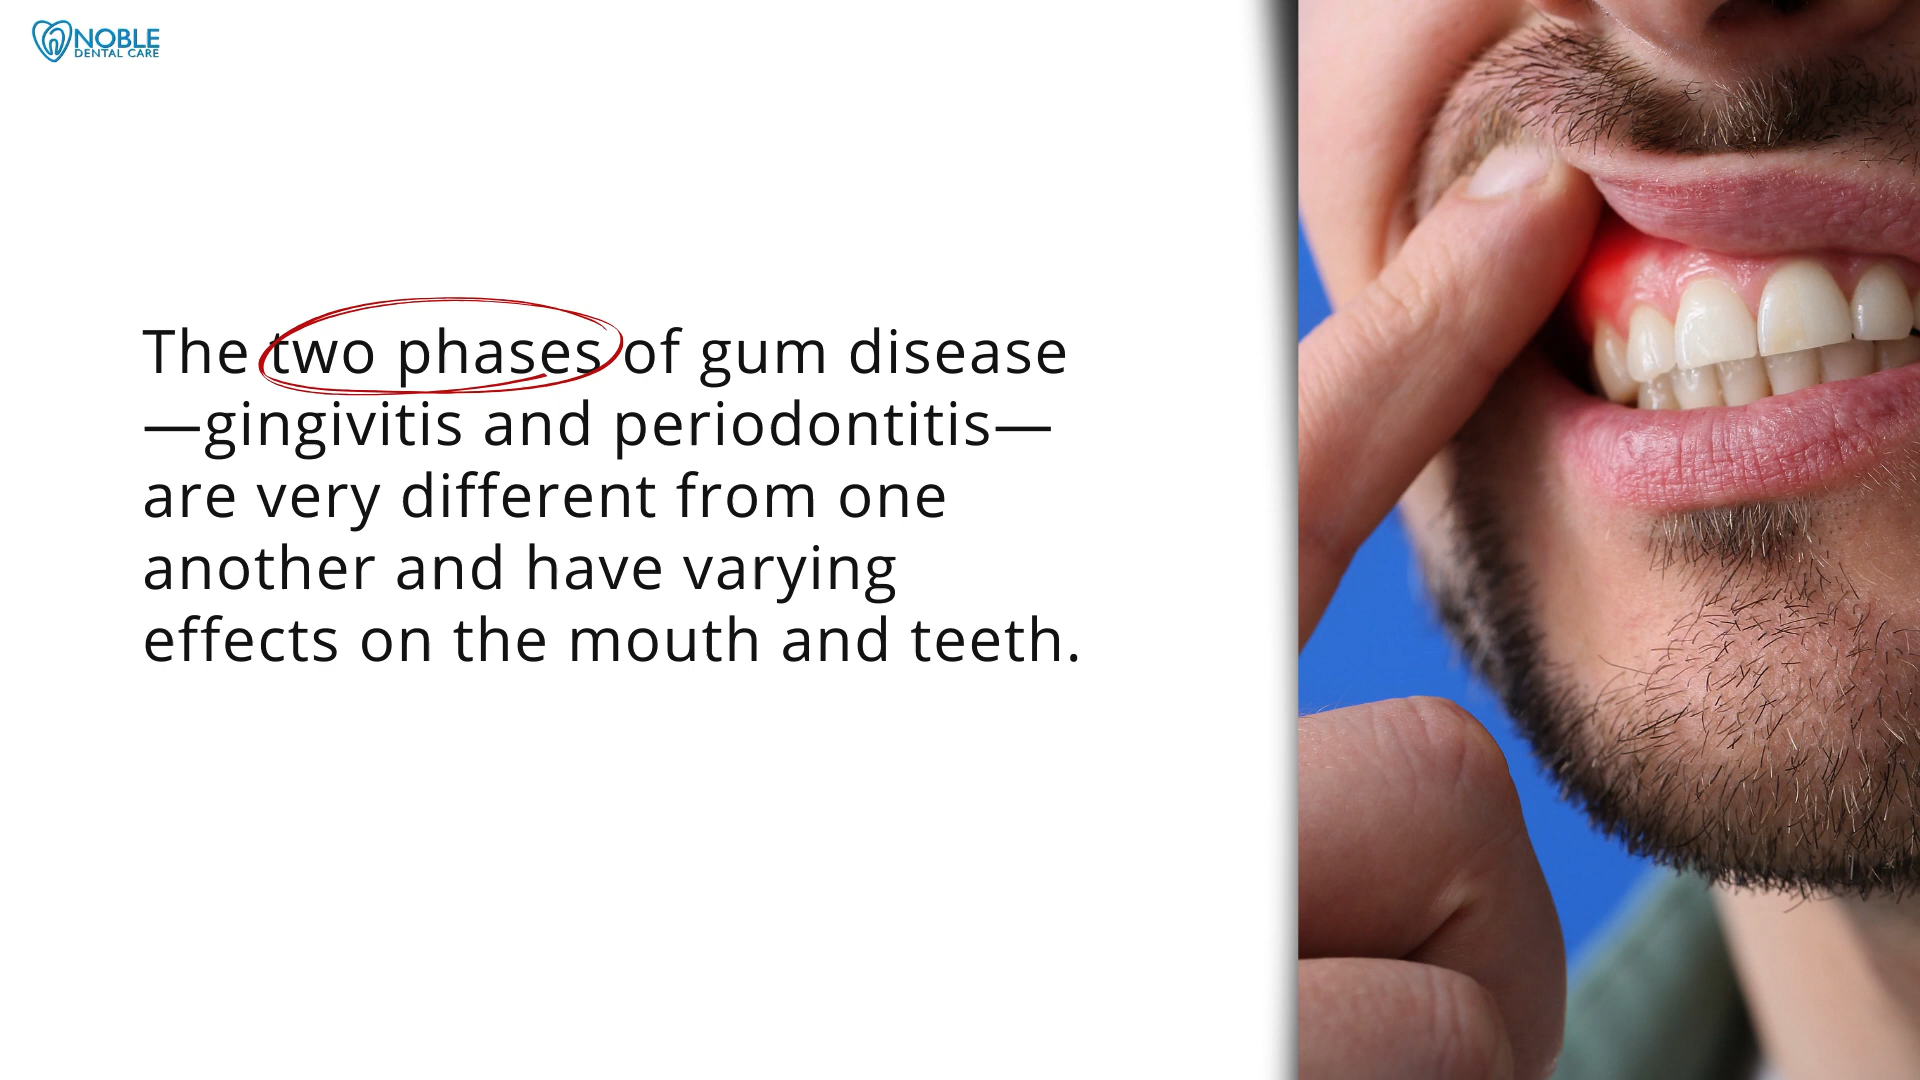 NOBLE
DENTAL CARE
The two phases of gum disease
—gingivitis and periodontitis—
are very different from one
another and have varying
effects on the mouth and teeth.